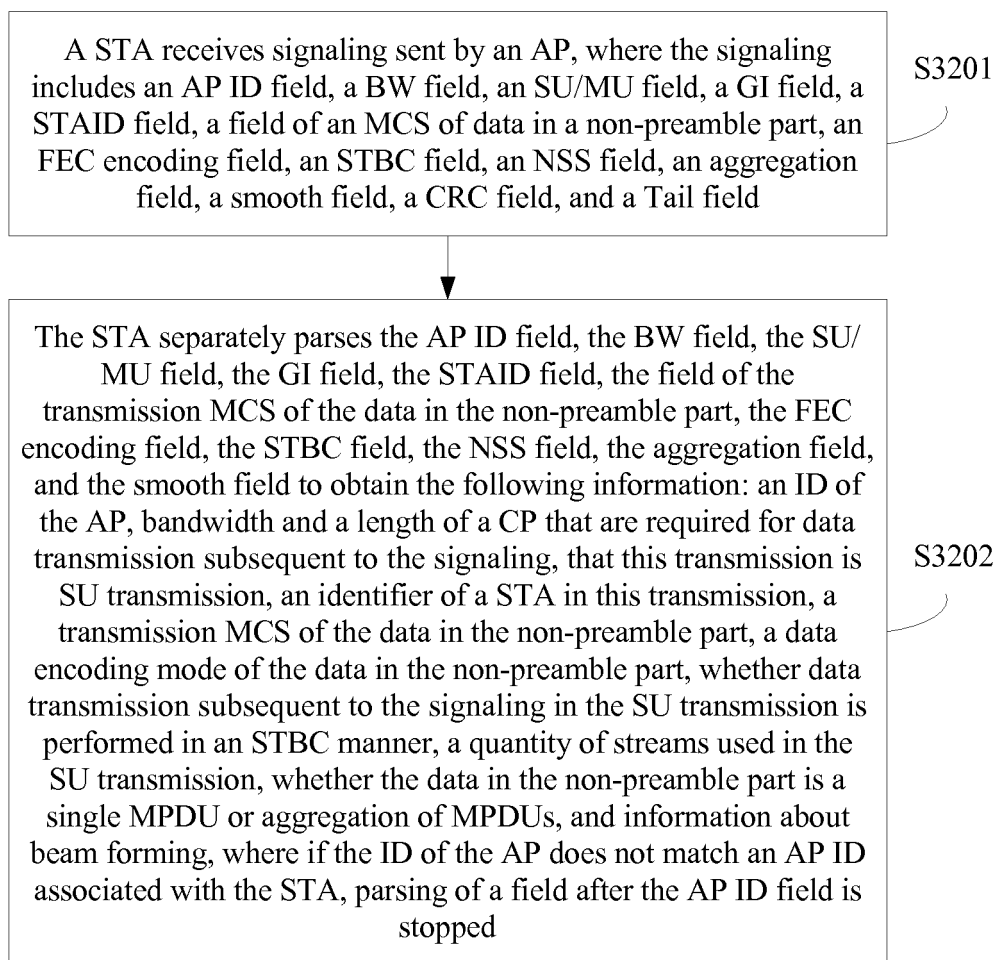 A STA receives signaling sent by an AP, where the signaling
includes an AP ID field, a BW field, an SU/MU field, a GI field, a
STAID field, a field of an MCS of data in a non-preamble part, an
FEC encoding field, an STBC field, an NSS field, an aggregation
field, a smooth field, a CRC field, and a Tail field
S3201
The STA separately parses the AP ID field, the BW field, the SU/
MU field, the GI field, the STAID field, the field of the
transmission MCS of the data in the non-preamble part, the FEC
encoding field, the STBC field, the NSS field, the aggregation field,
and the smooth field to obtain the following information: an ID of
the AP, bandwidth and a length of a CP that are required for data
transmission subsequent to the signaling, that this transmission is
SU transmission, an identifier of a STA in this transmission, a
transmission MCS of the data in the non-preamble part, a data
encoding mode of the data in the non-preamble part, whether data
transmission subsequent to the signaling in the SU transmission is
performed in an STBC manner, a quantity of streams used in the
SU transmission, whether the data in the non-preamble part is a
single MPDU or aggregation of MPDUs, and information about
beam forming, where if the ID of the AP does not match an AP ID
associated with the STA, parsing of a field after the AP ID field is
stopped
S3202